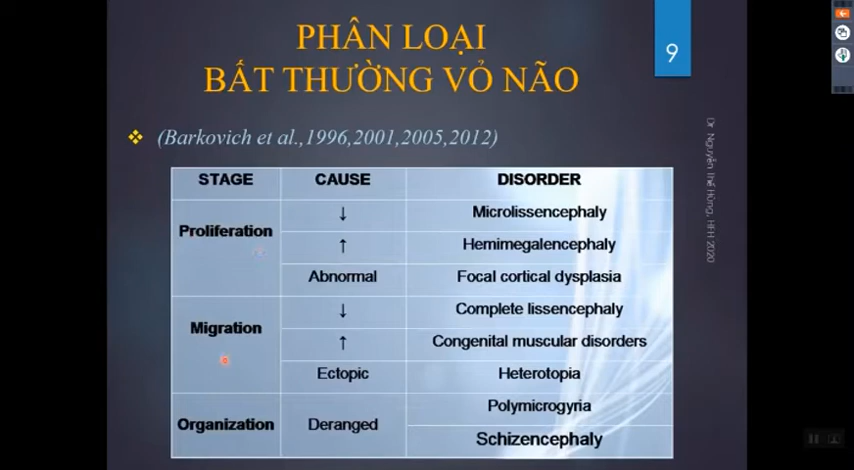 PHÂN LOẠI
BẤT THƯỜNG VỎ NÃO
9
(Barkovich et al.,1996,2001,2005,2012)
STAGE CAUSE DISORDER
Proliferation ↓ Microlissencephaly
↑ Hemimegalencephaly
Abnormal Focal cortical dysplasia
Migration ↓ Complete lissencephaly
↑ Congenital muscular disorders
Ectopic Heterotopia
Organization Deranged Polymicrogyria
Schizencephaly
Dr. Nguyễn Thế Hùng, HFH 2020